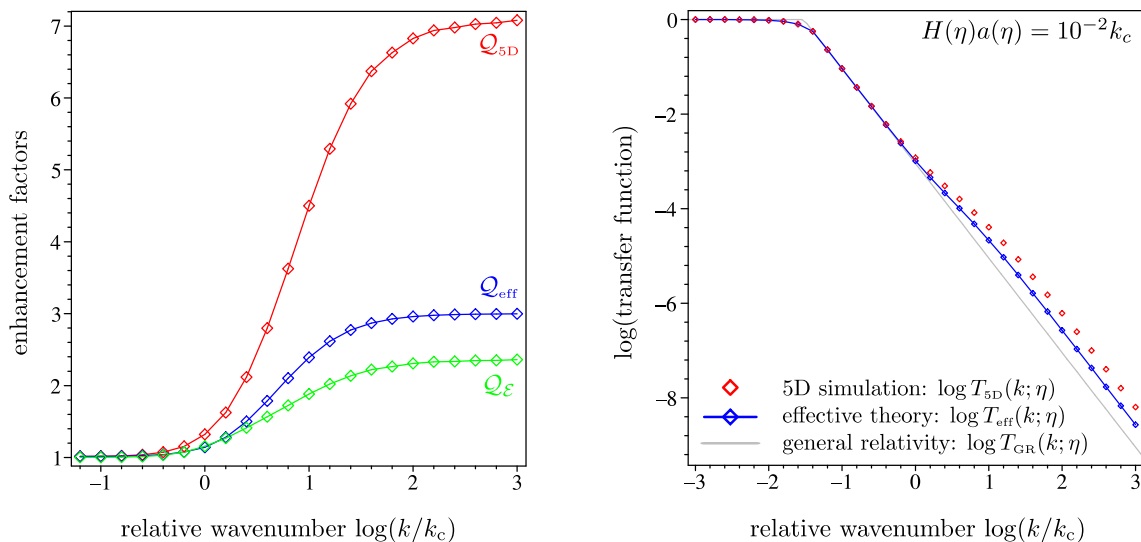 enhancement factors
7
6
5
4
3
2
1
𝒬5D
𝒬eff
𝒬ℰ
−1
0
1
2
3
relative wavenumber log(k/kc)
log(transfer function)
0
−2
−4
−6
−8
H(η)a(η) = 10⁻²kc
5D simulation: log T5D(k; η)
effective theory: log Teff(k; η)
general relativity: log TGR(k; η)
−3
−2
−1
0
1
2
3
relative wavenumber log(k/kc)